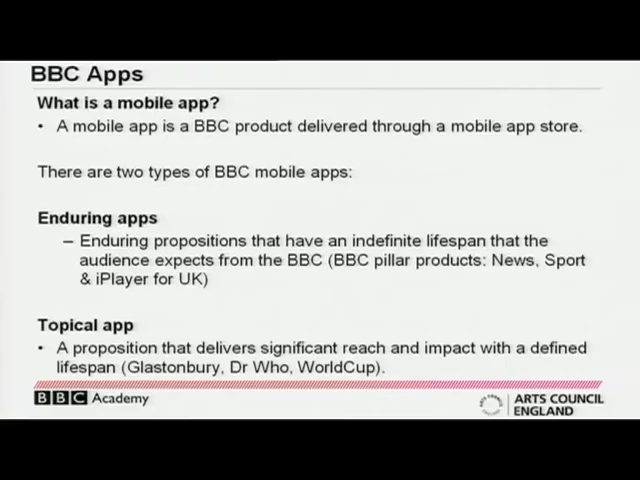 BBC Apps
What is a mobile app?
• A mobile app is a BBC product delivered through a mobile app store.
There are two types of BBC mobile apps:
Enduring apps
– Enduring propositions that have an indefinite lifespan that the
audience expects from the BBC (BBC pillar products: News, Sport
& iPlayer for UK)
Topical app
• A proposition that delivers significant reach and impact with a defined
lifespan (Glastonbury, Dr Who, WorldCup).
BBC Academy
ARTS COUNCIL
ENGLAND